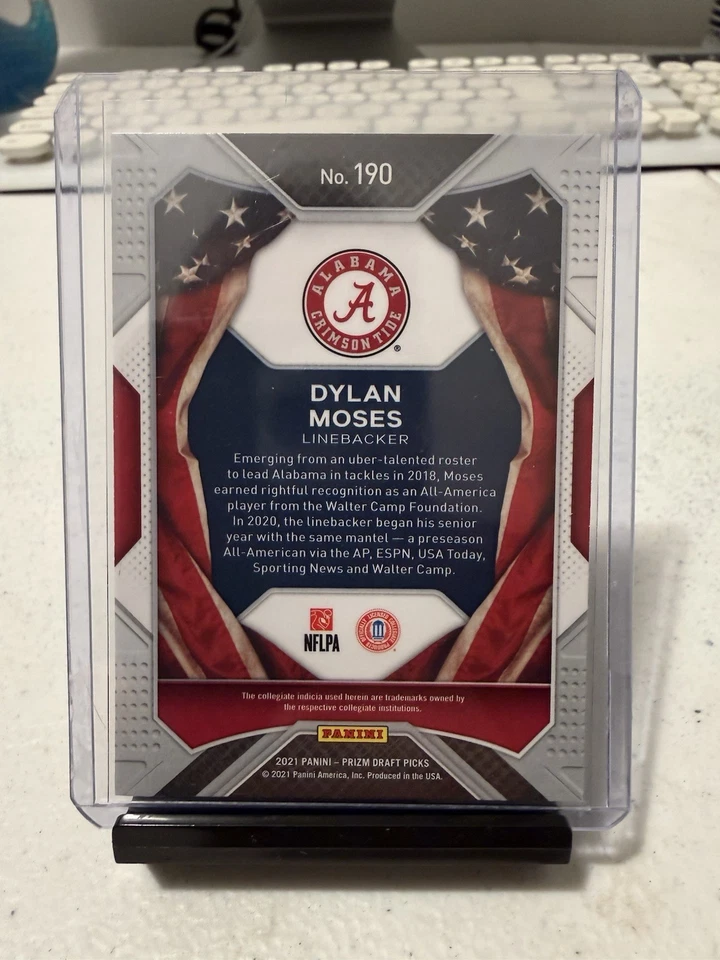 No. 190
ALABAMA
A
CRIMSON TIDE
®
DYLAN
MOSES
LINEBACKER
Emerging from an uber-talented roster
to lead Alabama in tackles in 2018, Moses
earned rightful recognition as an All-America
player from the Walter Camp Foundation.
In 2020, the linebacker began his senior
year with the same mantel — a preseason
All-American via the AP, ESPN, USA Today,
Sporting News and Walter Camp.
NFLPA
OFFICIALLY LICENSED COLLEGIATE PRODUCTS
The collegiate indicia used herein are trademarks owned by
the respective collegiate institutions.
PANINI
2021 PANINI – PRIZM DRAFT PICKS
© 2021 Panini America, Inc. Produced in the USA.